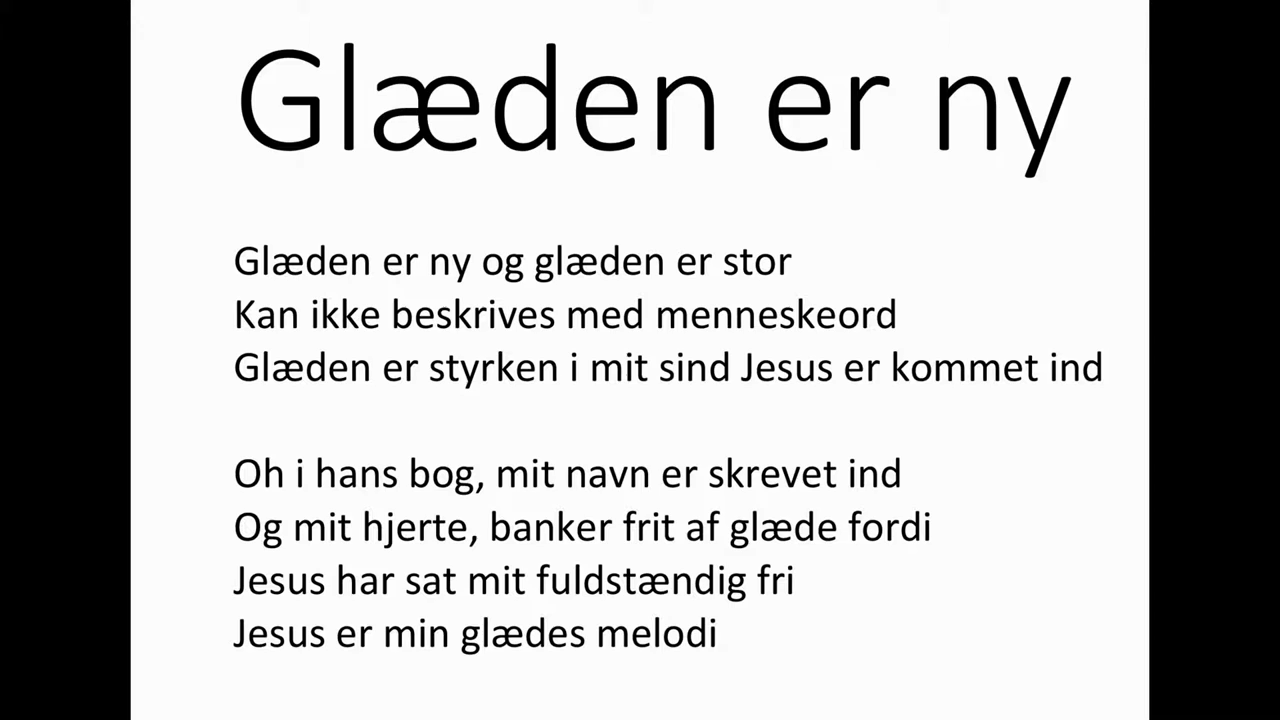 Glæden er ny
Glæden er ny og glæden er stor
Kan ikke beskrives med menneskeord
Glæden er styrken i mit sind Jesus er kommet ind
Oh i hans bog, mit navn er skrevet ind
Og mit hjerte, banker frit af glæde fordi
Jesus har sat mit fuldstændig fri
Jesus er min glædes melodi